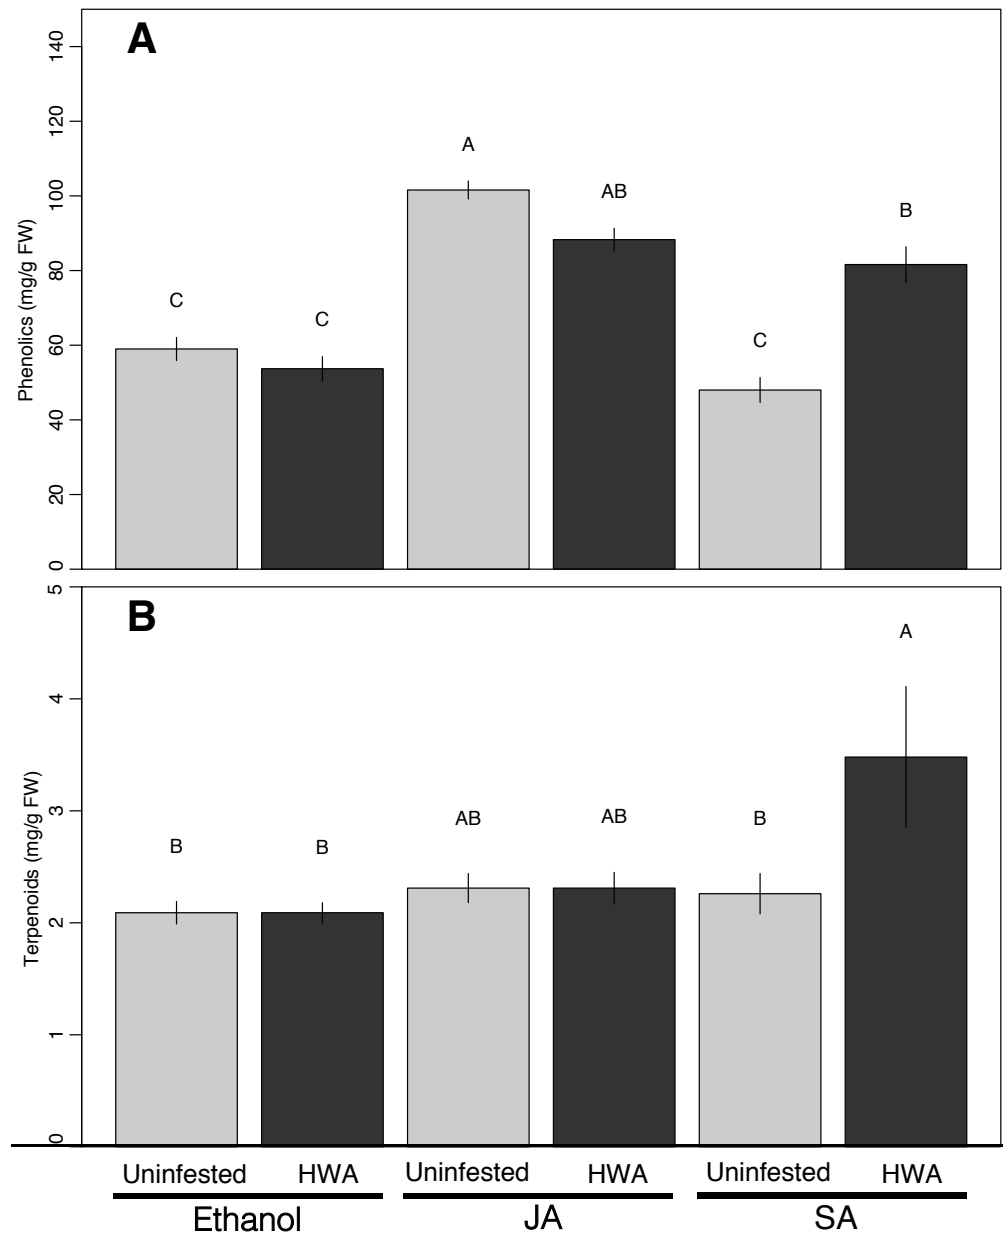 A
Phenolics (mg/g FW)
140
120
100
80
60
40
20
0
C
C
A
AB
C
B
B
Terpenoids (mg/g FW)
5
4
3
2
1
0
B
B
AB
AB
B
A
Uninfested HWA Uninfested HWA Uninfested HWA
Ethanol JA SA